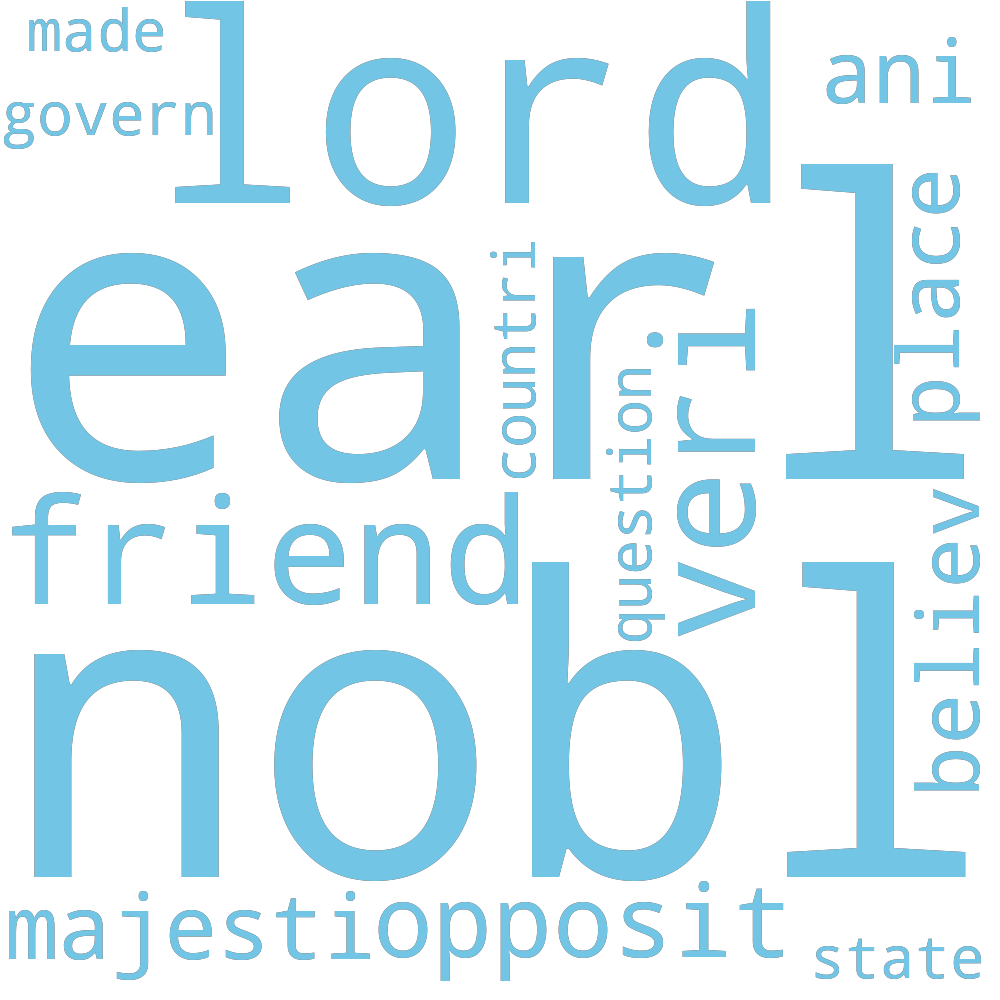 made
lord
ani
govern
earl
place
countri
veri
question
friend
believ
nobl
majesti
opposit
state